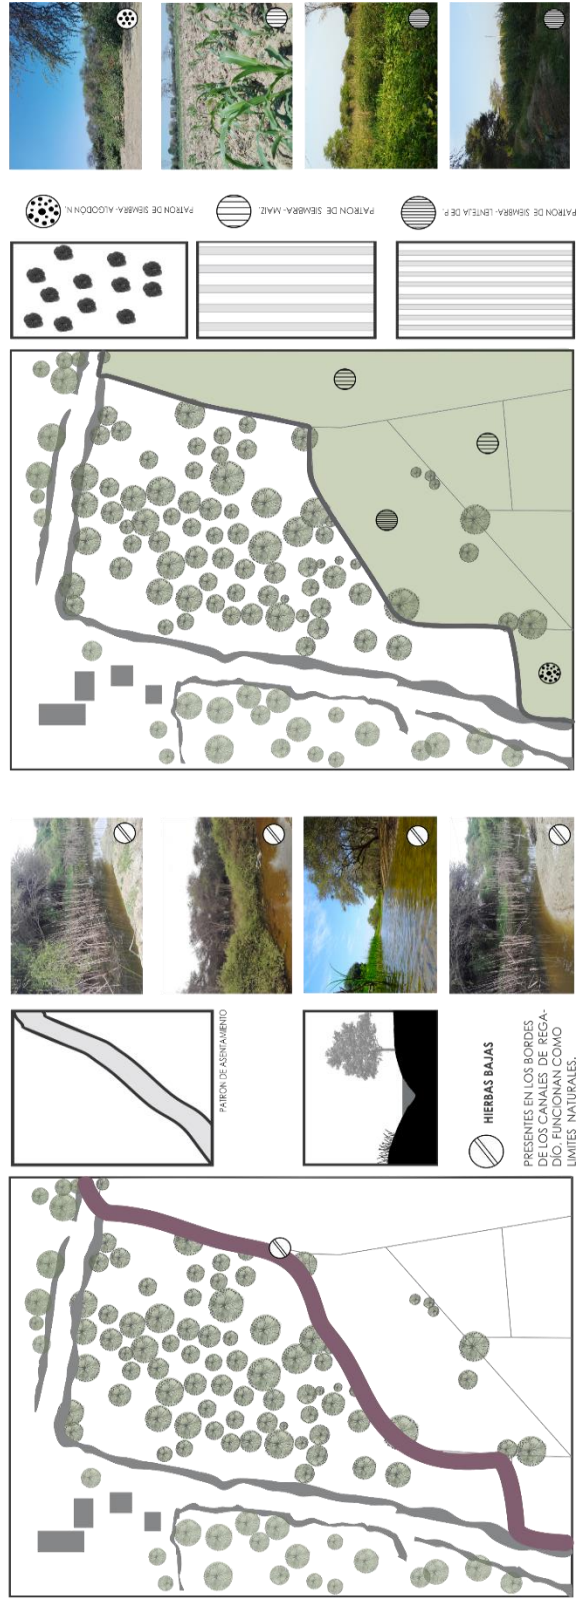 PATRON DE SIEMBRA- ALGODÓN N.
PATRON DE SIEMBRA- MAIZ.
PATRON DE SIEMBRA- LENTEJA DE P.
PATRON DE ASENTAMIENTO
HIERBAS BAJAS
PRESENTES EN LOS BORDES
DE LOS CANALES DE REGA-
DÍO, FUNCIONAN COMO
LIMITES NATURALES.